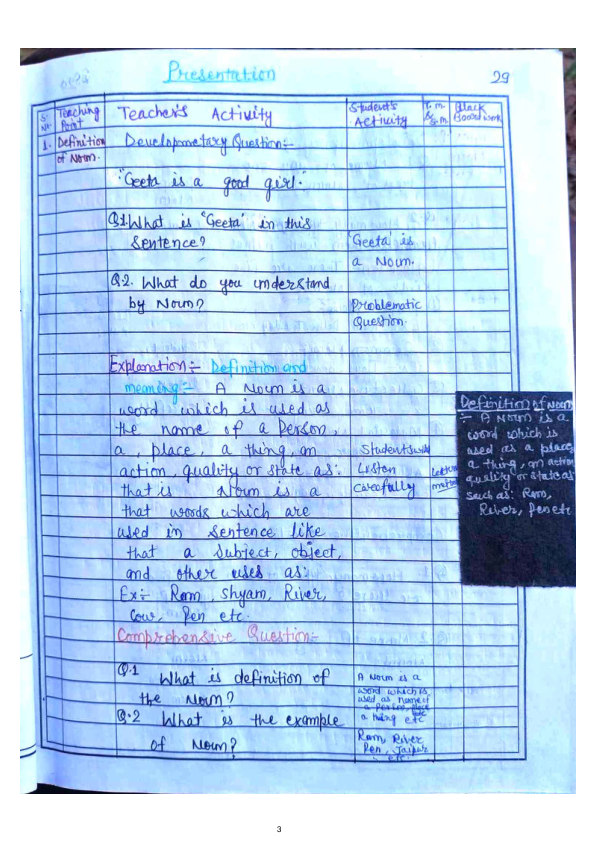 Presentation
29
S. No.
Teaching Point
Teacher's Activity
Student's Activity
T.M. & S.M.
Black Board work
1. Definition of Noun.
Developmetary Question:-
"Geeta is a good girl."
Q.1 What is 'Geeta' in this
Sentence?
'Geeta' is
a Noun.
Q.2. What do you understand
by Noun?
Problematic
Question.
Explanation:- Definition and
meaning:- A Noun is a
word which is used as
the name of a Person,
a, place, a thing, an
action, quality or state as:
that is Noun is a
that words which are
used in sentence like
that a subject, object,
and other uses as:
Ex:- Ram, Shyam, River,
Cow, Pen etc.
Students will
Listen
Carefully
Definition of Noun
:- A Noun is a
word which is
used as a place,
a thing, an action
quality or state as
such as: Ram,
River, Pen etc
Comprehensive Question:-
Q.1 What is definition of
the Noun?
A Noun is a
word which is
used as name of
a Person,
a thing etc
Q.2 What is the example
of Noun?
Ram, River
Pen, Jaipur
etc.
3